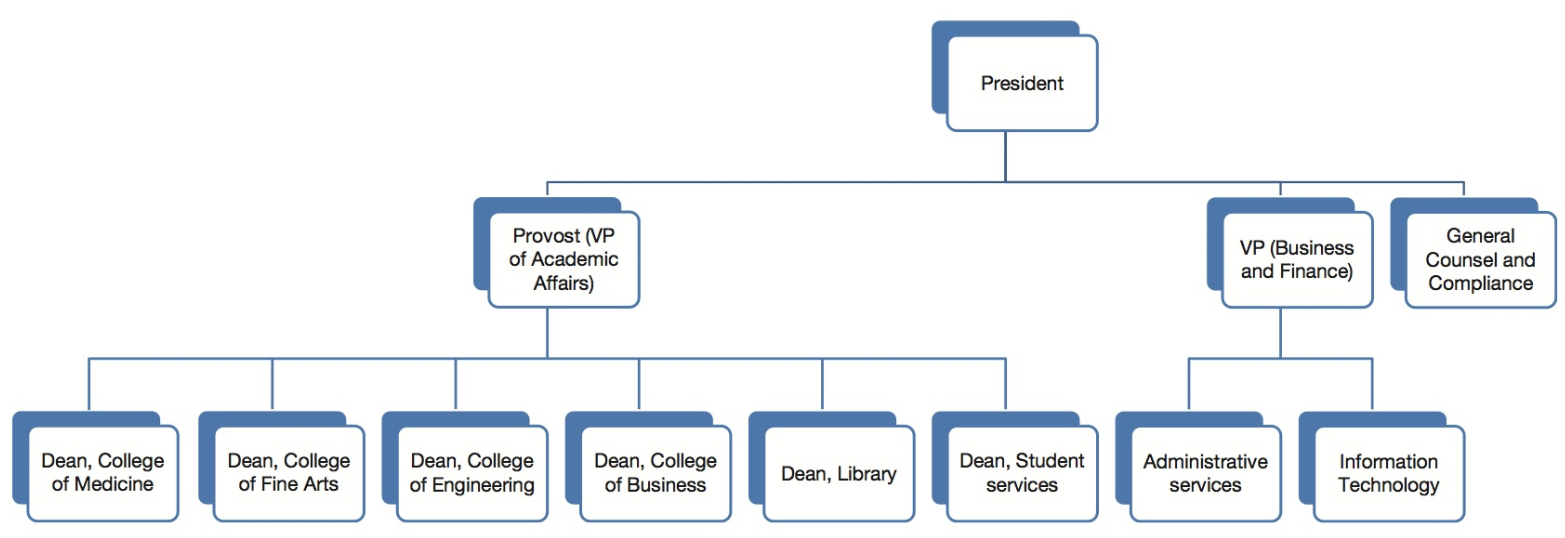 President
Provost (VP
of Academic
Affairs)
VP (Business
and Finance)
General
Counsel and
Compliance
Dean, College
of Medicine
Dean, College
of Fine Arts
Dean, College
of Engineering
Dean, College
of Business
Dean, Library
Dean, Student
services
Administrative
services
Information
Technology